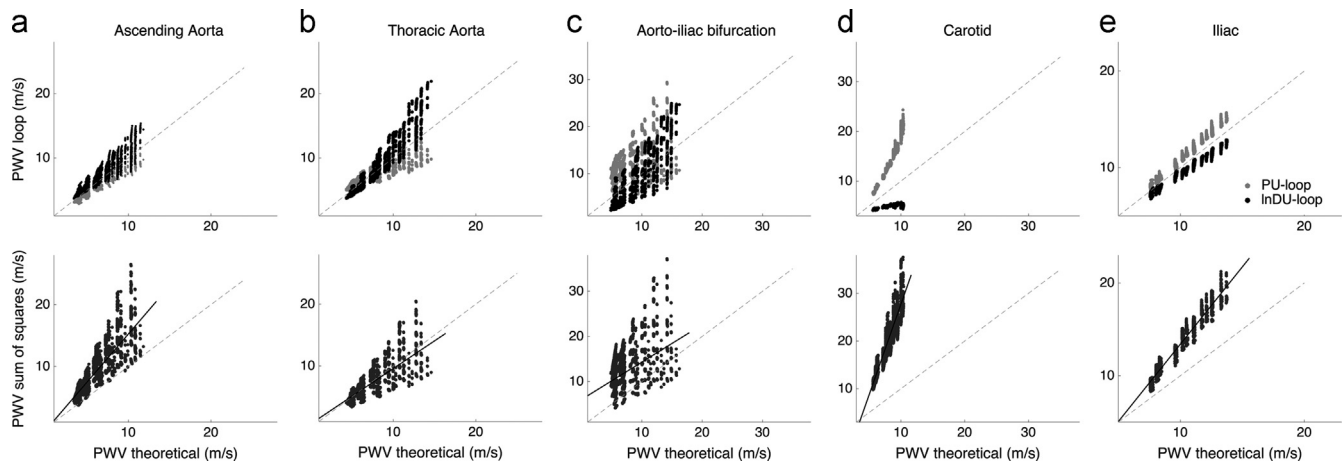 a Ascending Aorta
b Thoracic Aorta
c Aorto-iliac bifurcation
d Carotid
e Iliac
PWV loop (m/s)
20
10
10 20
20
10
10 20
30
20
10
10 20 30
30
20
10
10 20 30
20
10
10 20
PU-loop
lnDU-loop
PWV sum of squares (m/s)
20
10
10 20
PWV theoretical (m/s)
20
10
10 20
PWV theoretical (m/s)
30
20
10
10 20 30
PWV theoretical (m/s)
30
20
10
10 20 30
PWV theoretical (m/s)
20
10
10 20
PWV theoretical (m/s)